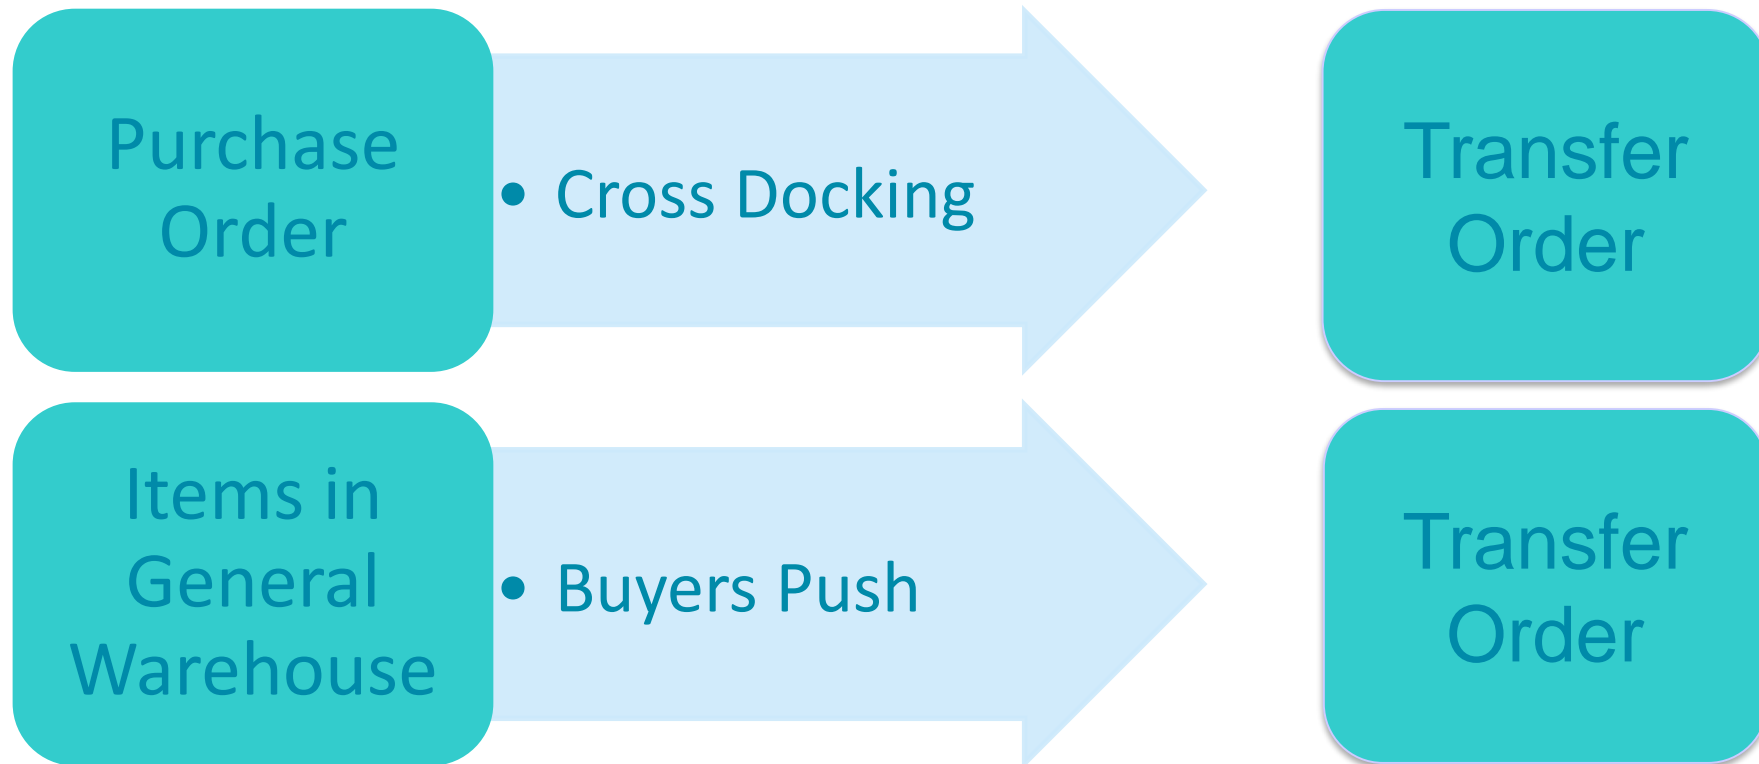 Purchase
Order
• Cross Docking
Transfer
Order
Items in
General
Warehouse
• Buyers Push
Transfer
Order